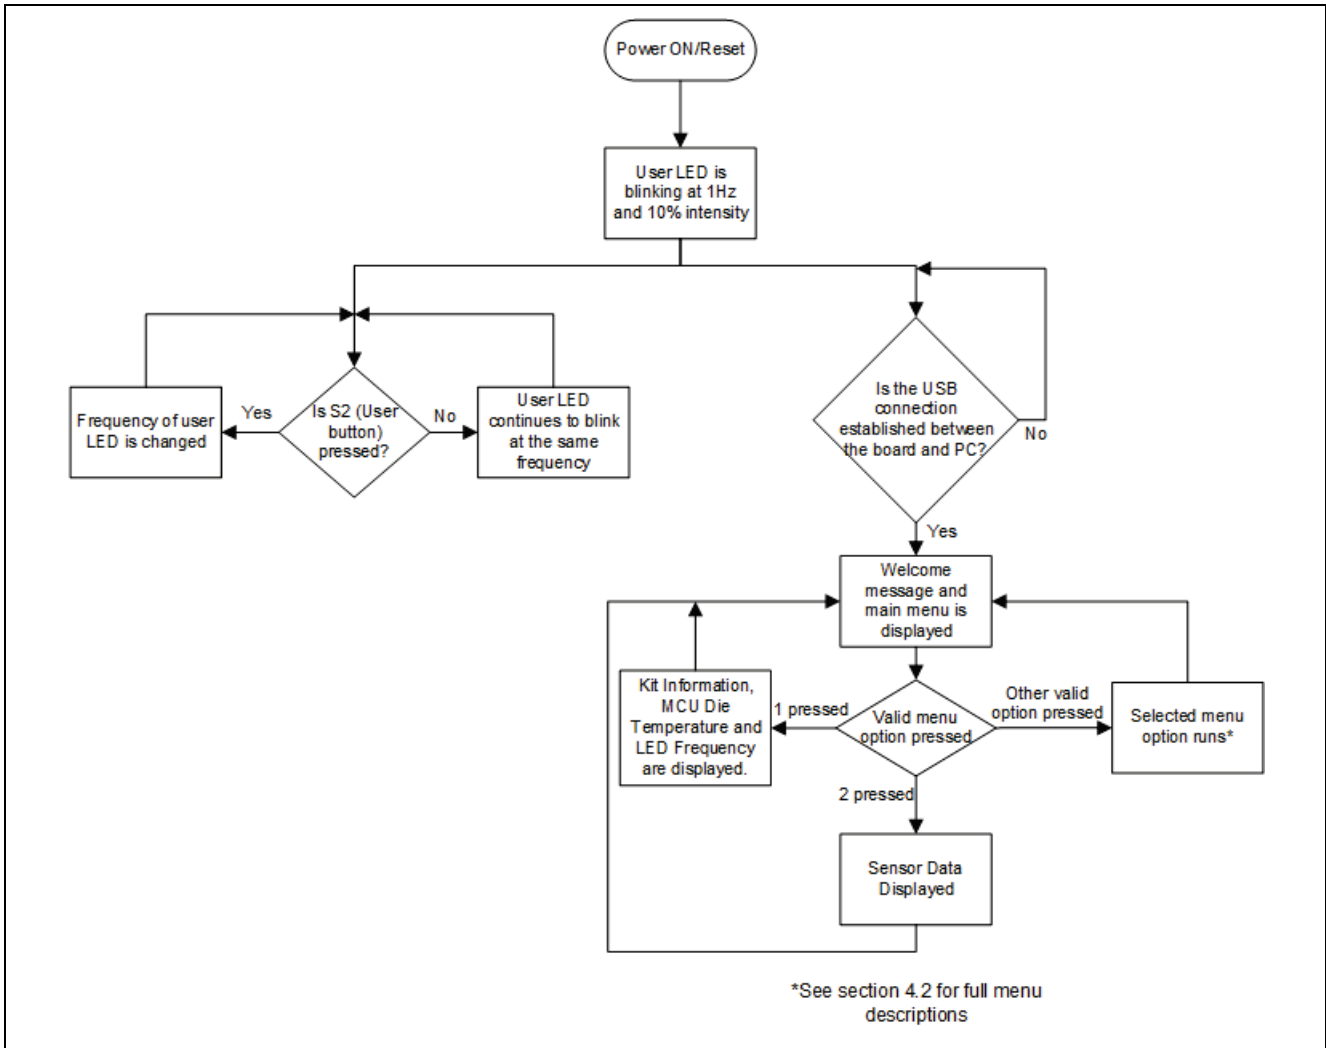 Power ON/Reset
User LED is
blinking at 1Hz
and 10% intensity
Frequency of user
LED is changed
Yes
Is S2 (User
button)
pressed?
No
User LED
continues to blink
at the same
frequency
Is the USB
connection
established between
the board and PC?
No
Yes
Welcome
message and
main menu is
displayed
Kit Information,
MCU Die
Temperature and
LED Frequency
are displayed.
1 pressed
Valid menu
option pressed
Other valid
option pressed
Selected menu
option runs*
2 pressed
Sensor Data
Displayed
*See section 4.2 for full menu
descriptions